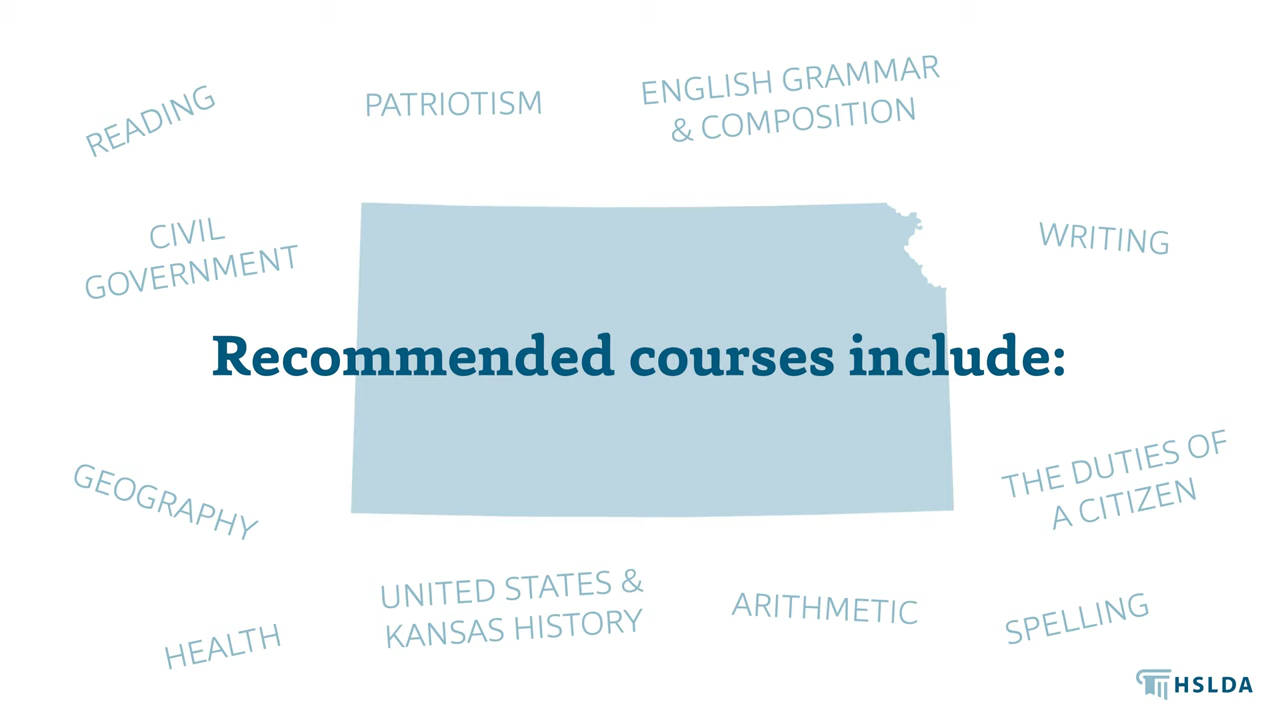 READING
PATRIOTISM
ENGLISH GRAMMAR
& COMPOSITION
CIVIL
GOVERNMENT
WRITING
Recommended courses include:
GEOGRAPHY
THE DUTIES OF
A CITIZEN
UNITED STATES &
KANSAS HISTORY
ARITHMETIC
SPELLING
HEALTH
HSLDA